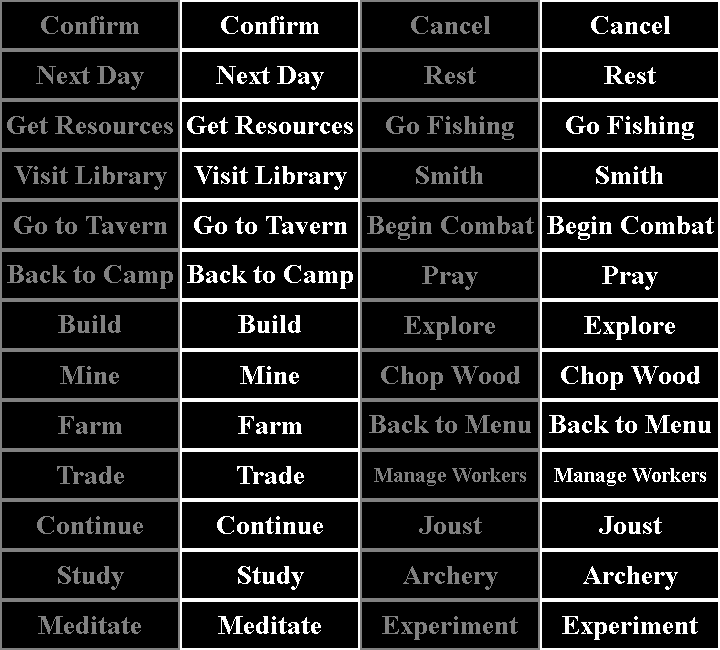 Confirm Confirm Cancel Cancel
Next Day Next Day Rest Rest
Get Resources Get Resources Go Fishing Go Fishing
Visit Library Visit Library Smith Smith
Go to Tavern Go to Tavern Begin Combat Begin Combat
Back to Camp Back to Camp Pray Pray
Build Build Explore Explore
Mine Mine Chop Wood Chop Wood
Farm Farm Back to Menu Back to Menu
Trade Trade Manage Workers Manage Workers
Continue Continue Joust Joust
Study Study Archery Archery
Meditate Meditate Experiment Experiment